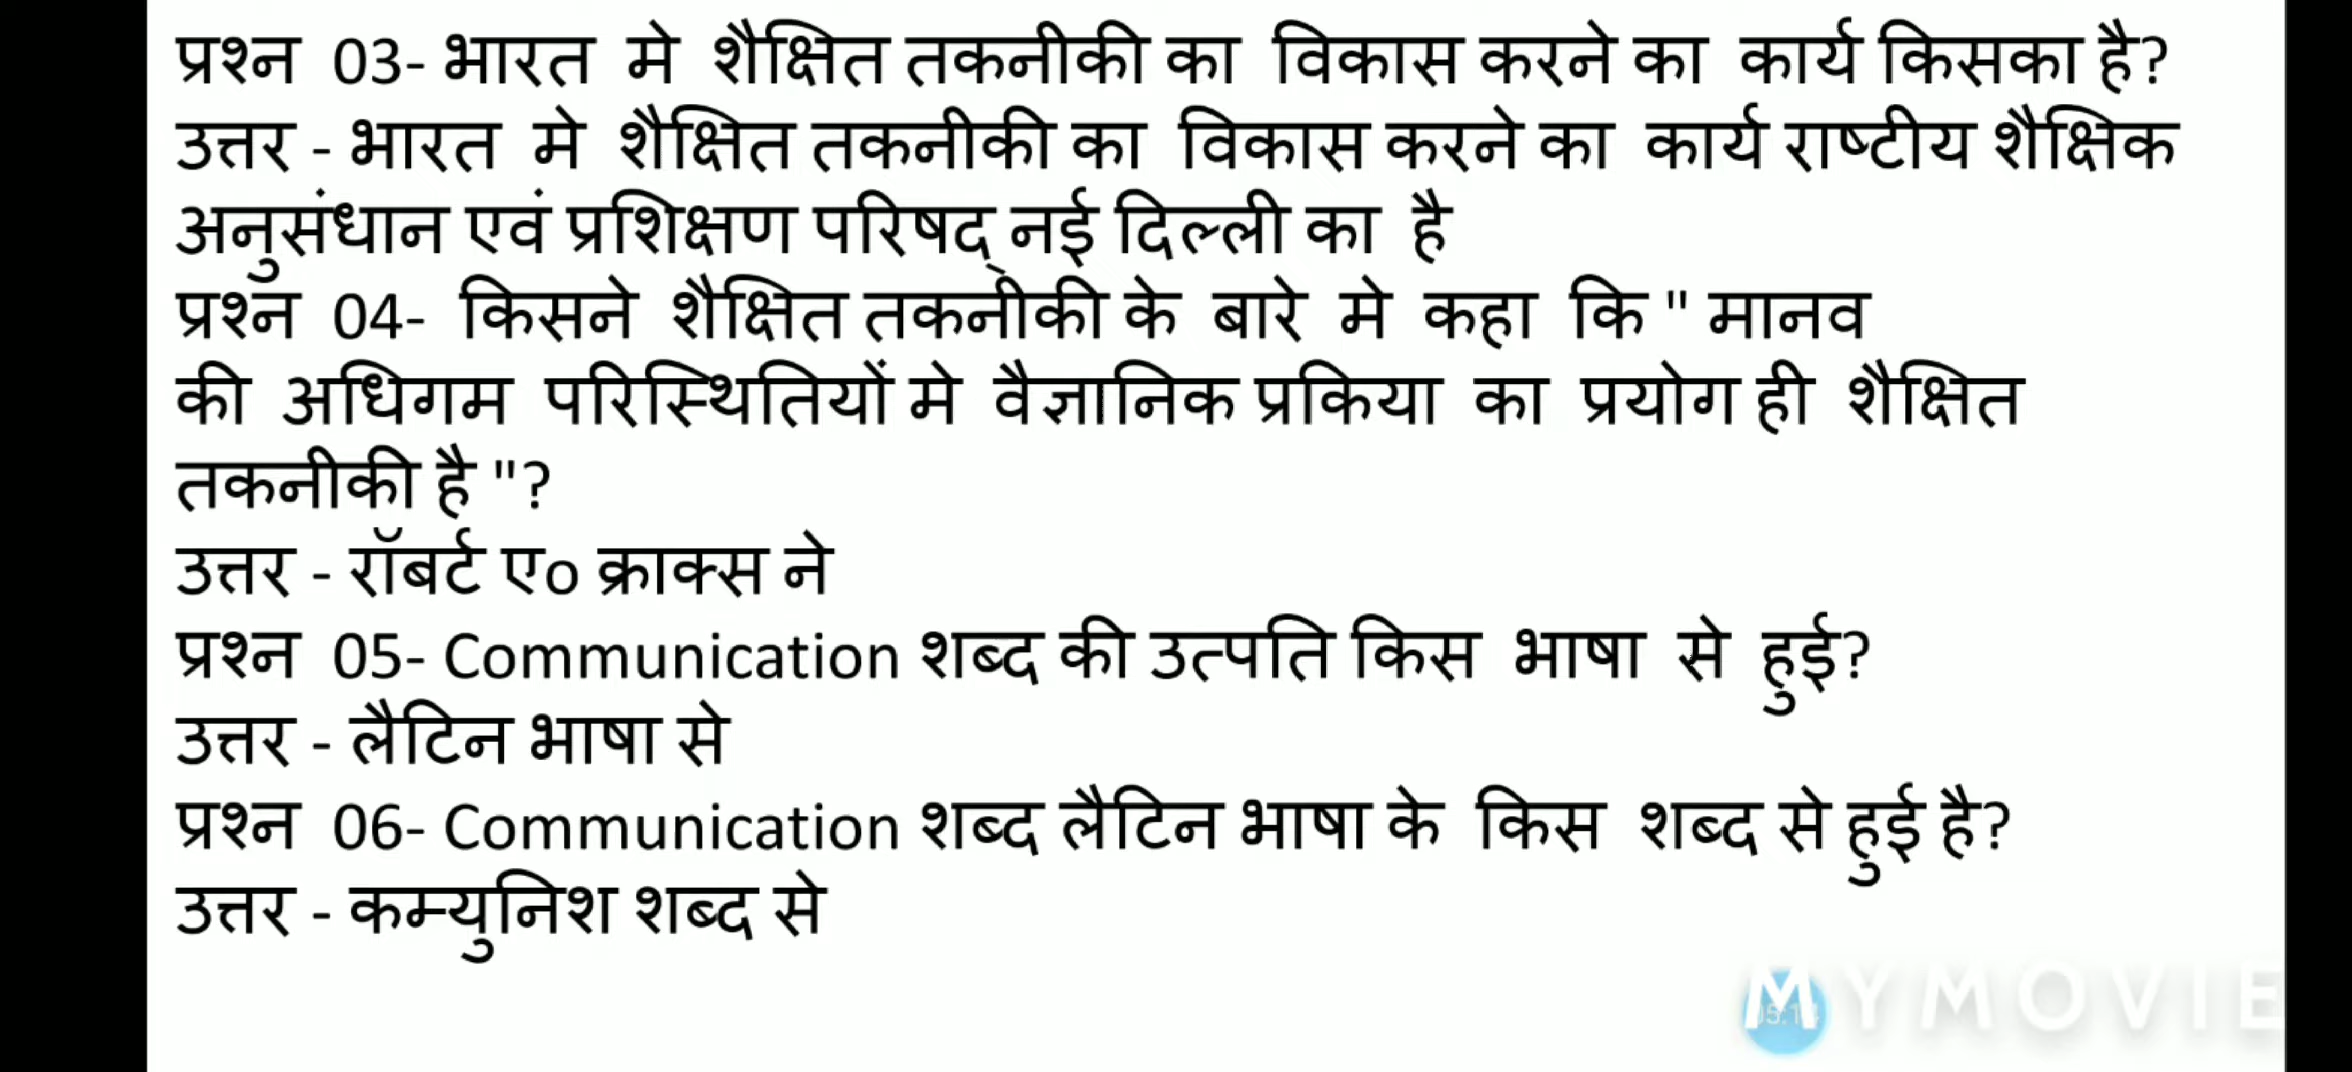 प्रश्न 03- भारत मे शैक्षित तकनीकी का विकास करने का कार्य किसका है?
उत्तर - भारत मे शैक्षित तकनीकी का विकास करने का कार्य राष्टीय शैक्षिक
अनुसंधान एवं प्रशिक्षण परिषद् नई दिल्ली का है
प्रश्न 04- किसने शैक्षित तकनीकी के बारे मे कहा कि " मानव
की अधिगम परिस्थितियों मे वैज्ञानिक प्रकिया का प्रयोग ही शैक्षित
तकनीकी है "?
उत्तर - रॉबर्ट ए० क्राक्स ने
प्रश्न 05- Communication शब्द की उत्पति किस भाषा से हुई?
उत्तर - लैटिन भाषा से
प्रश्न 06- Communication शब्द लैटिन भाषा के किस शब्द से हुई है?
उत्तर - कम्युनिश शब्द से
MYMOVIE